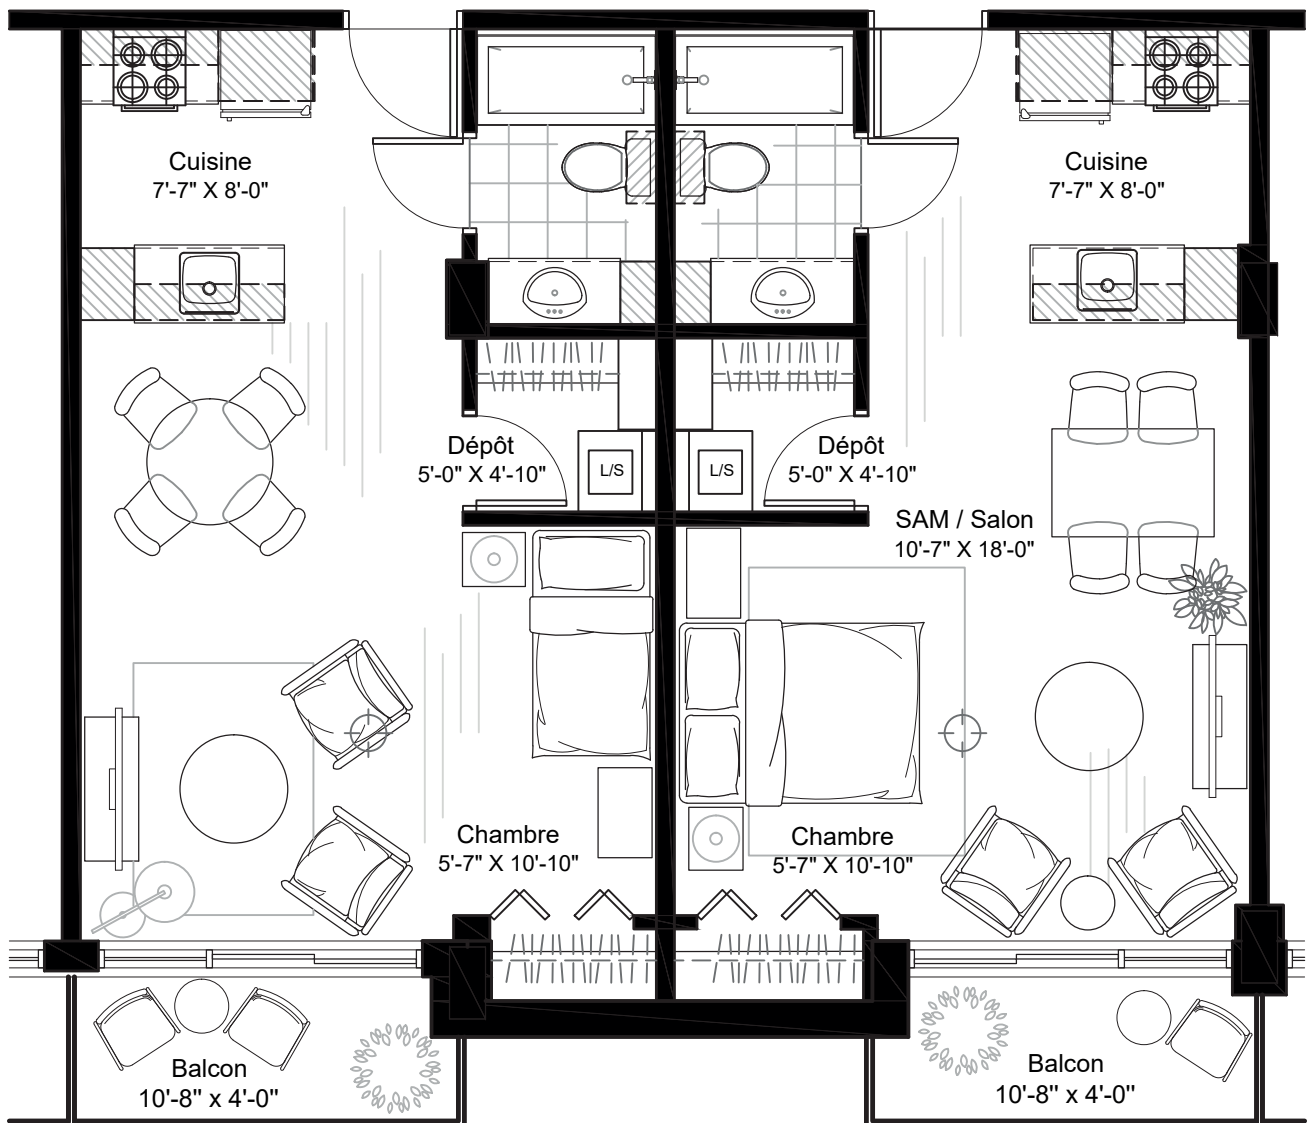 Cuisine
7'-7" X 8'-0"
Cuisine
7'-7" X 8'-0"
Dépôt
5'-0" X 4'-10"
L/S
L/S
Dépôt
5'-0" X 4'-10"
SAM / Salon
10'-7" X 18'-0"
Chambre
5'-7" X 10'-10"
Chambre
5'-7" X 10'-10"
Balcon
10'-8" x 4'-0"
Balcon
10'-8" x 4'-0"